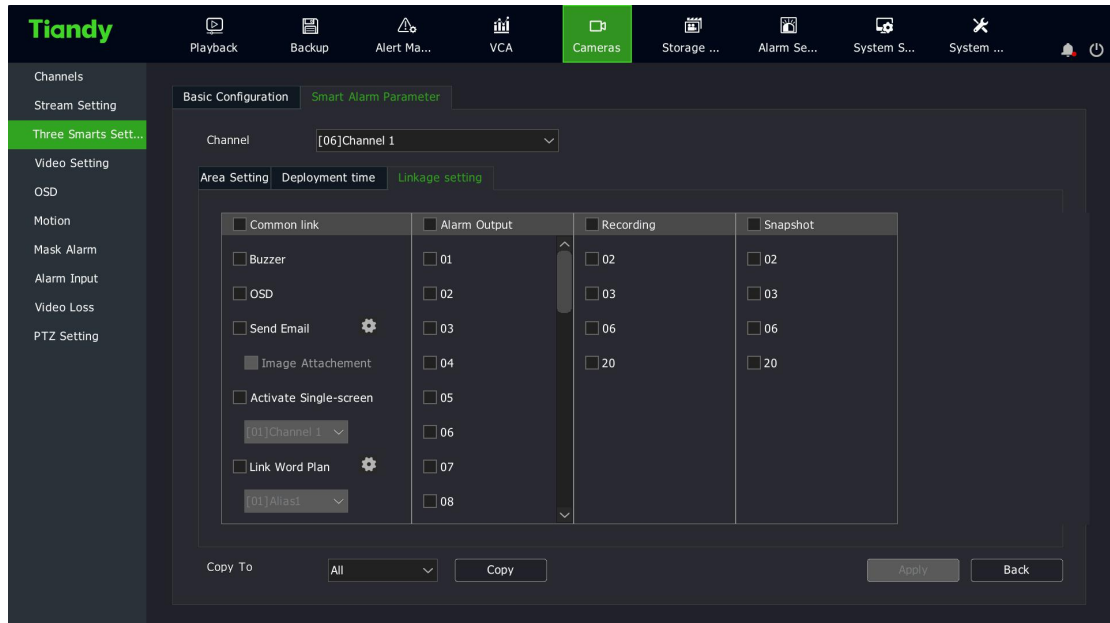 Tiandy
Playback Backup Alert Ma... VCA Cameras Storage ... Alarm Se... System S... System ...
Channels
Stream Setting
Three Smarts Sett...
Video Setting
OSD
Motion
Mask Alarm
Alarm Input
Video Loss
PTZ Setting
Basic Configuration Smart Alarm Parameter
Channel [06]Channel 1
Area Setting Deployment time Linkage setting
Common link Alarm Output Recording Snapshot
Buzzer 01 02 02
OSD 02 03 03
Send Email 03 06 06
Image Attachement 04 20 20
Activate Single-screen 05
[01]Channel 1 06
Link Word Plan 07
[01]Alias1 08
Copy To All Copy Apply Back